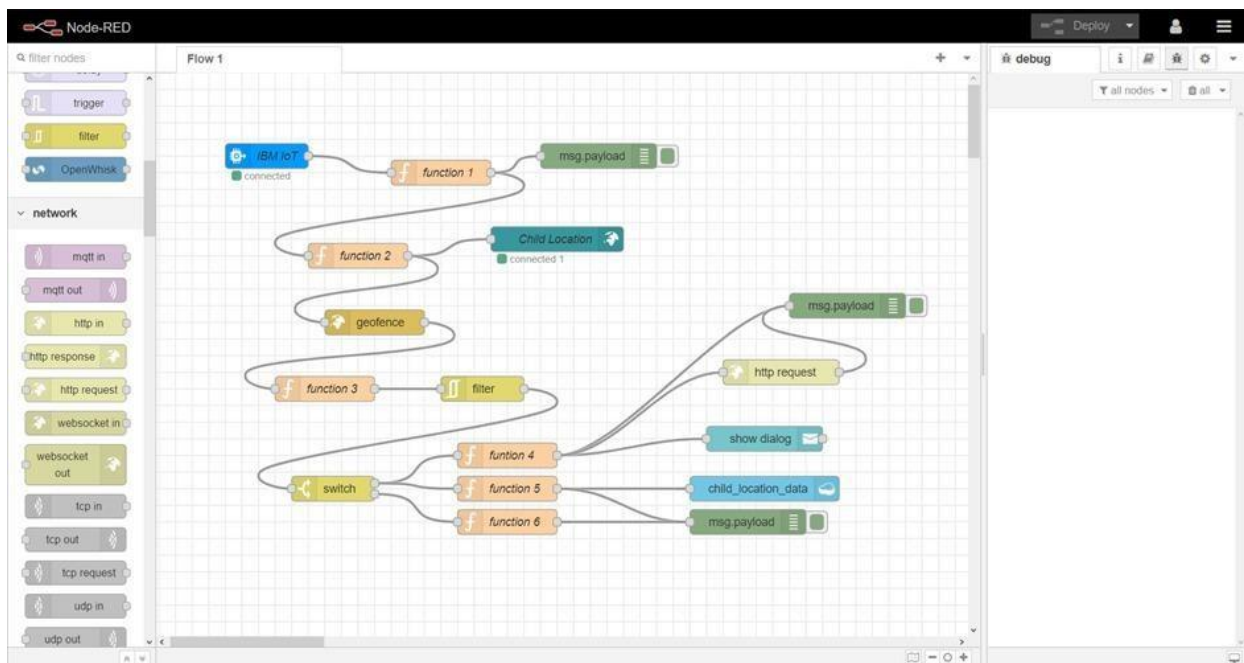 Node-RED
Deploy
filter nodes
Flow 1
debug
all nodes
all
delay
trigger
filter
OpenWhisk
network
mqtt in
mqtt out
http in
http response
http request
websocket in
websocket
out
tcp in
tcp out
tcp request
udp in
udp out
IBM IoT
connected
function 1
msg.payload
function 2
Child Location
connected 1
geofence
msg.payload
http request
function 3
filter
show dialog
funtion 4
switch
function 5
child_location_data
function 6
msg.payload
i